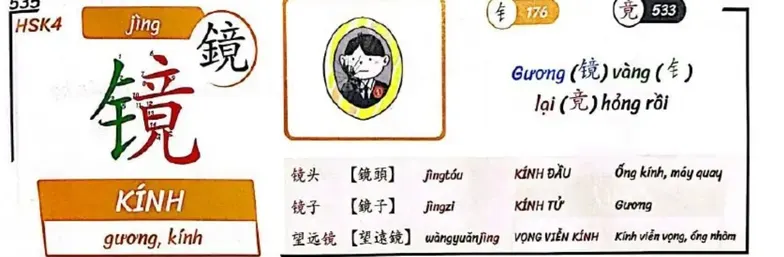 535
HSK4
jìng
鏡
镜
KÍNH
gương, kính
钅 176
竟 533
Gương (镜) vàng (钅)
lại (竟) hỏng rồi
镜头 【鏡頭】 jìngtóu KÍNH ĐẦU Ống kính, máy quay
镜子 【鏡子】 jìngzi KÍNH TỬ Gương
望远镜 【望遠鏡】 wàngyuǎnjìng VỌNG VIỄN KÍNH Kính viễn vọng, ống nhòm